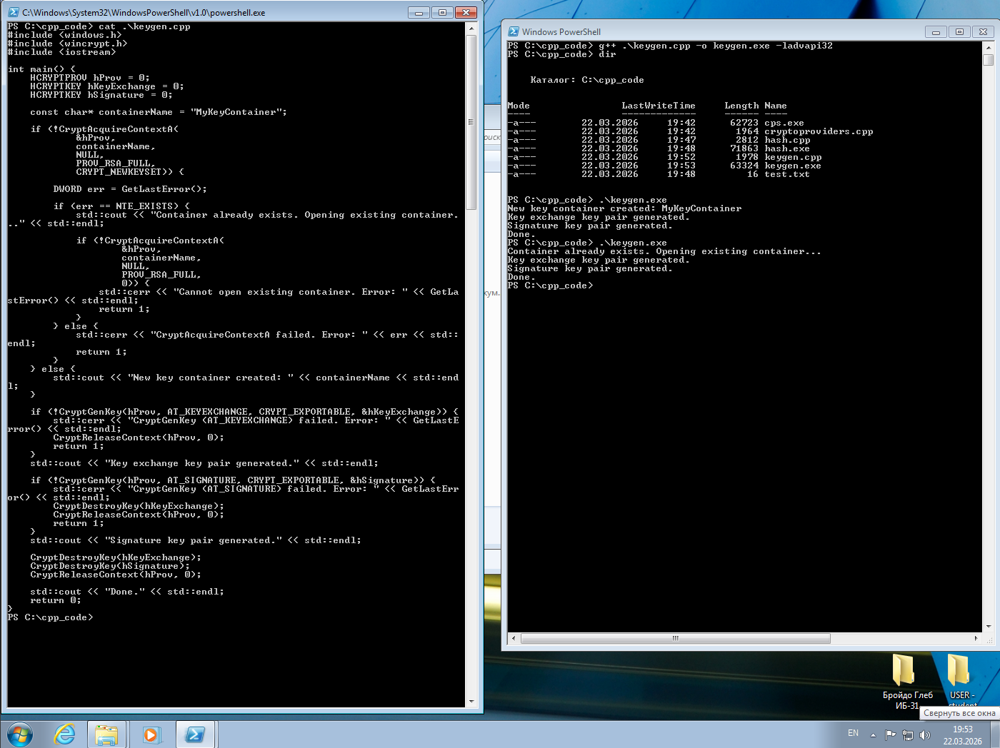 C:\Windows\System32\WindowsPowerShell\v1.0\powershell.exe
PS C:\cpp_code> cat .\keygen.cpp
#include <windows.h>
#include <wincrypt.h>
#include <iostream>
int main() {
    HCRYPTPROV hProv = 0;
    HCRYPTKEY hKeyExchange = 0;
    HCRYPTKEY hSignature = 0;
    const char* containerName = "MyKeyContainer";
    if (!CryptAcquireContextA(
            &hProv,
            containerName,
            NULL,
            PROV_RSA_FULL,
            CRYPT_NEWKEYSET)) {
        DWORD err = GetLastError();
        if (err == NTE_EXISTS) {
            std::cout << "Container already exists. Opening existing container.
.." << std::endl;
            if (!CryptAcquireContextA(
                    &hProv,
                    containerName,
                    NULL,
                    PROV_RSA_FULL,
                    0)) {
                std::cerr << "Cannot open existing container. Error: " << GetLa
stError() << std::endl;
                return 1;
            }
        } else {
            std::cerr << "CryptAcquireContextA failed. Error: " << err << std::
endl;
            return 1;
        }
    } else {
        std::cout << "New key container created: " << containerName << std::end
l;
    }
    if (!CryptGenKey(hProv, AT_KEYEXCHANGE, CRYPT_EXPORTABLE, &hKeyExchange)) {
        std::cerr << "CryptGenKey (AT_KEYEXCHANGE) failed. Error: " << GetLastE
rror() << std::endl;
        CryptReleaseContext(hProv, 0);
        return 1;
    }
    std::cout << "Key exchange key pair generated." << std::endl;
    if (!CryptGenKey(hProv, AT_SIGNATURE, CRYPT_EXPORTABLE, &hSignature)) {
        std::cerr << "CryptGenKey (AT_SIGNATURE) failed. Error: " << GetLastErr
or() << std::endl;
        CryptDestroyKey(hKeyExchange);
        CryptReleaseContext(hProv, 0);
        return 1;
    }
    std::cout << "Signature key pair generated." << std::endl;
    CryptDestroyKey(hKeyExchange);
    CryptDestroyKey(hSignature);
    CryptReleaseContext(hProv, 0);
    std::cout << "Done." << std::endl;
    return 0;
}
PS C:\cpp_code>
Windows PowerShell
PS C:\cpp_code> g++ .\keygen.cpp -o keygen.exe -ladvapi32
PS C:\cpp_code> dir
    Каталог: C:\cpp_code
Mode                LastWriteTime     Length Name
----                -------------     ------ ----
-a---        22.03.2026     19:42      62723 cps.exe
-a---        22.03.2026     19:42       1964 cryptoproviders.cpp
-a---        22.03.2026     19:47       2812 hash.cpp
-a---        22.03.2026     19:48      71863 hash.exe
-a---        22.03.2026     19:52       1978 keygen.cpp
-a---        22.03.2026     19:53      63324 keygen.exe
-a---        22.03.2026     19:48         16 test.txt
PS C:\cpp_code> .\keygen.exe
New key container created: MyKeyContainer
Key exchange key pair generated.
Signature key pair generated.
Done.
PS C:\cpp_code> .\keygen.exe
Container already exists. Opening existing container...
Key exchange key pair generated.
Signature key pair generated.
Done.
PS C:\cpp_code>
Бройдо Глеб
ИБ-31
USER -
student
Свернуть все окна
EN
19:53
22.03.2026